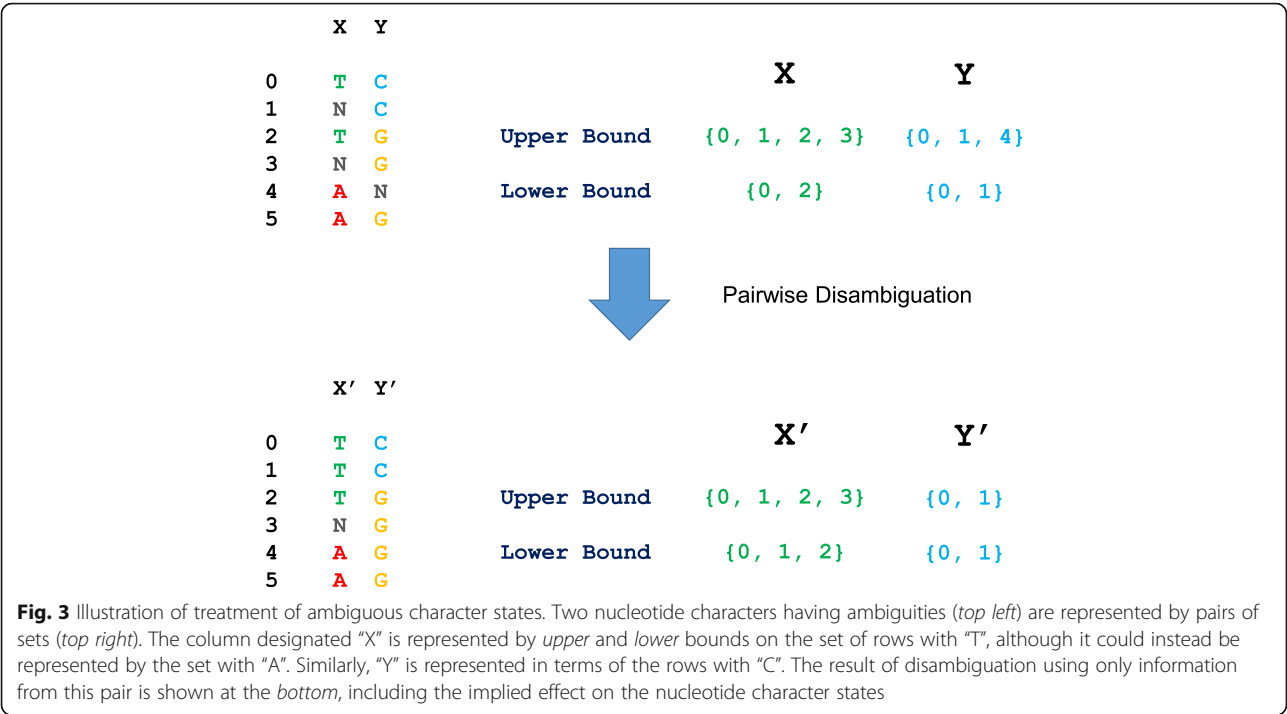 X Y
0 T C
1 N C
2 T G
3 N G
4 A N
5 A G
X Y
Upper Bound {0, 1, 2, 3} {0, 1, 4}
Lower Bound {0, 2} {0, 1}
Pairwise Disambiguation
X′ Y′
0 T C
1 T C
2 T G
3 N G
4 A G
5 A G
X′ Y′
Upper Bound {0, 1, 2, 3} {0, 1}
Lower Bound {0, 1, 2} {0, 1}
Fig. 3 Illustration of treatment of ambiguous character states. Two nucleotide characters having ambiguities (top left) are represented by pairs of
sets (top right). The column designated “X” is represented by upper and lower bounds on the set of rows with “T”, although it could instead be
represented by the set with “A”. Similarly, “Y” is represented in terms of the rows with “C”. The result of disambiguation using only information
from this pair is shown at the bottom, including the implied effect on the nucleotide character states